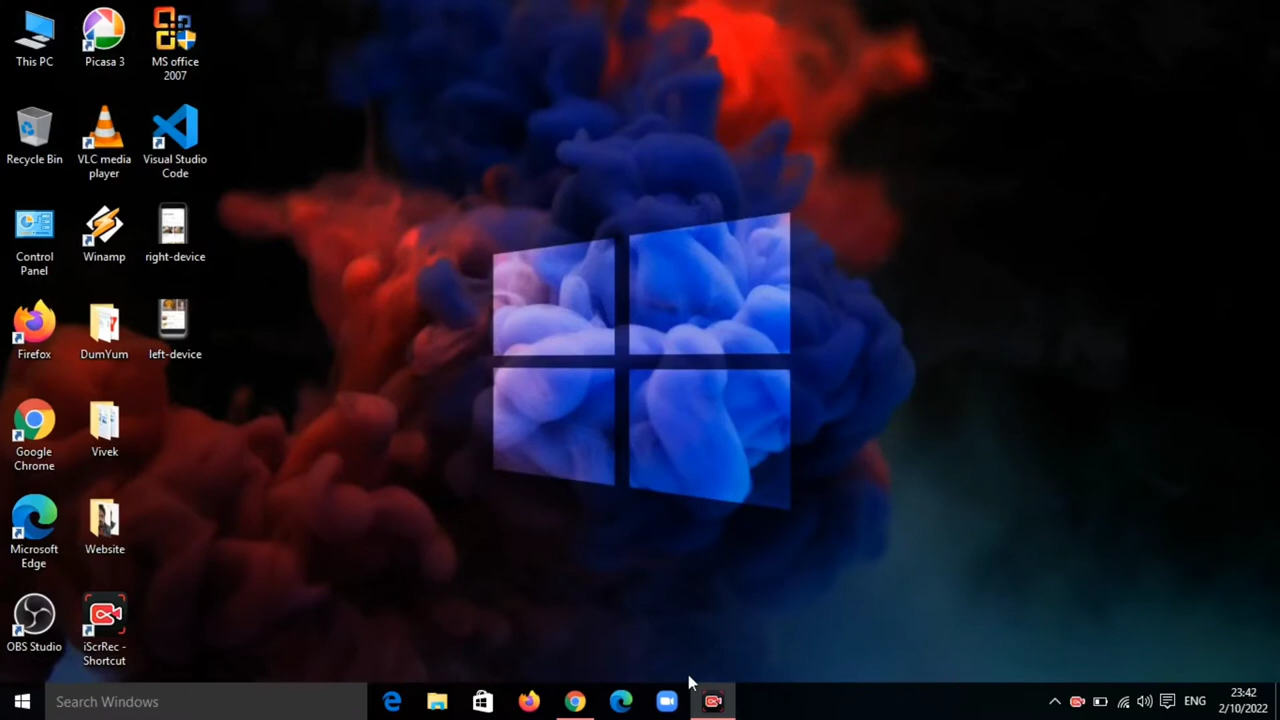 This PC
Picasa 3
MS office
2007
Recycle Bin
VLC media
player
Visual Studio
Code
Control
Panel
Winamp
right-device
Firefox
DumYum
left-device
Google
Chrome
Vivek
Microsoft
Edge
Website
OBS Studio
iScrRec -
Shortcut
Search Windows
ENG
23:42
2/10/2022